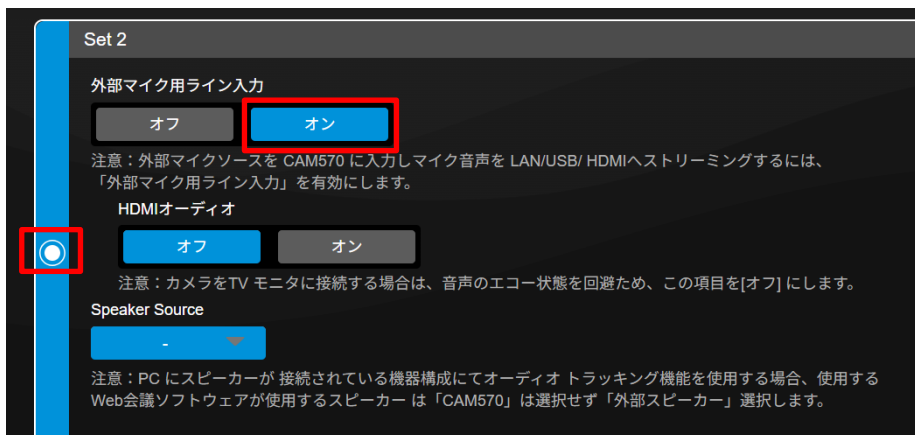 Set 2
外部マイク用ライン入力
オフ オン
注意：外部マイクソースを CAM570 に入力しマイク音声を LAN/USB/ HDMIへストリーミングするには、
「外部マイク用ライン入力」を有効にします。
HDMIオーディオ
オフ オン
注意：カメラをTV モニタに接続する場合は、音声のエコー状態を回避ため、この項目を[オフ] にします。
Speaker Source
-
注意：PC にスピーカーが 接続されている機器構成にてオーディオ トラッキング機能を使用する場合、使用する
Web会議ソフトウェアが使用するスピーカー は「CAM570」は選択せず「外部スピーカー」選択します。